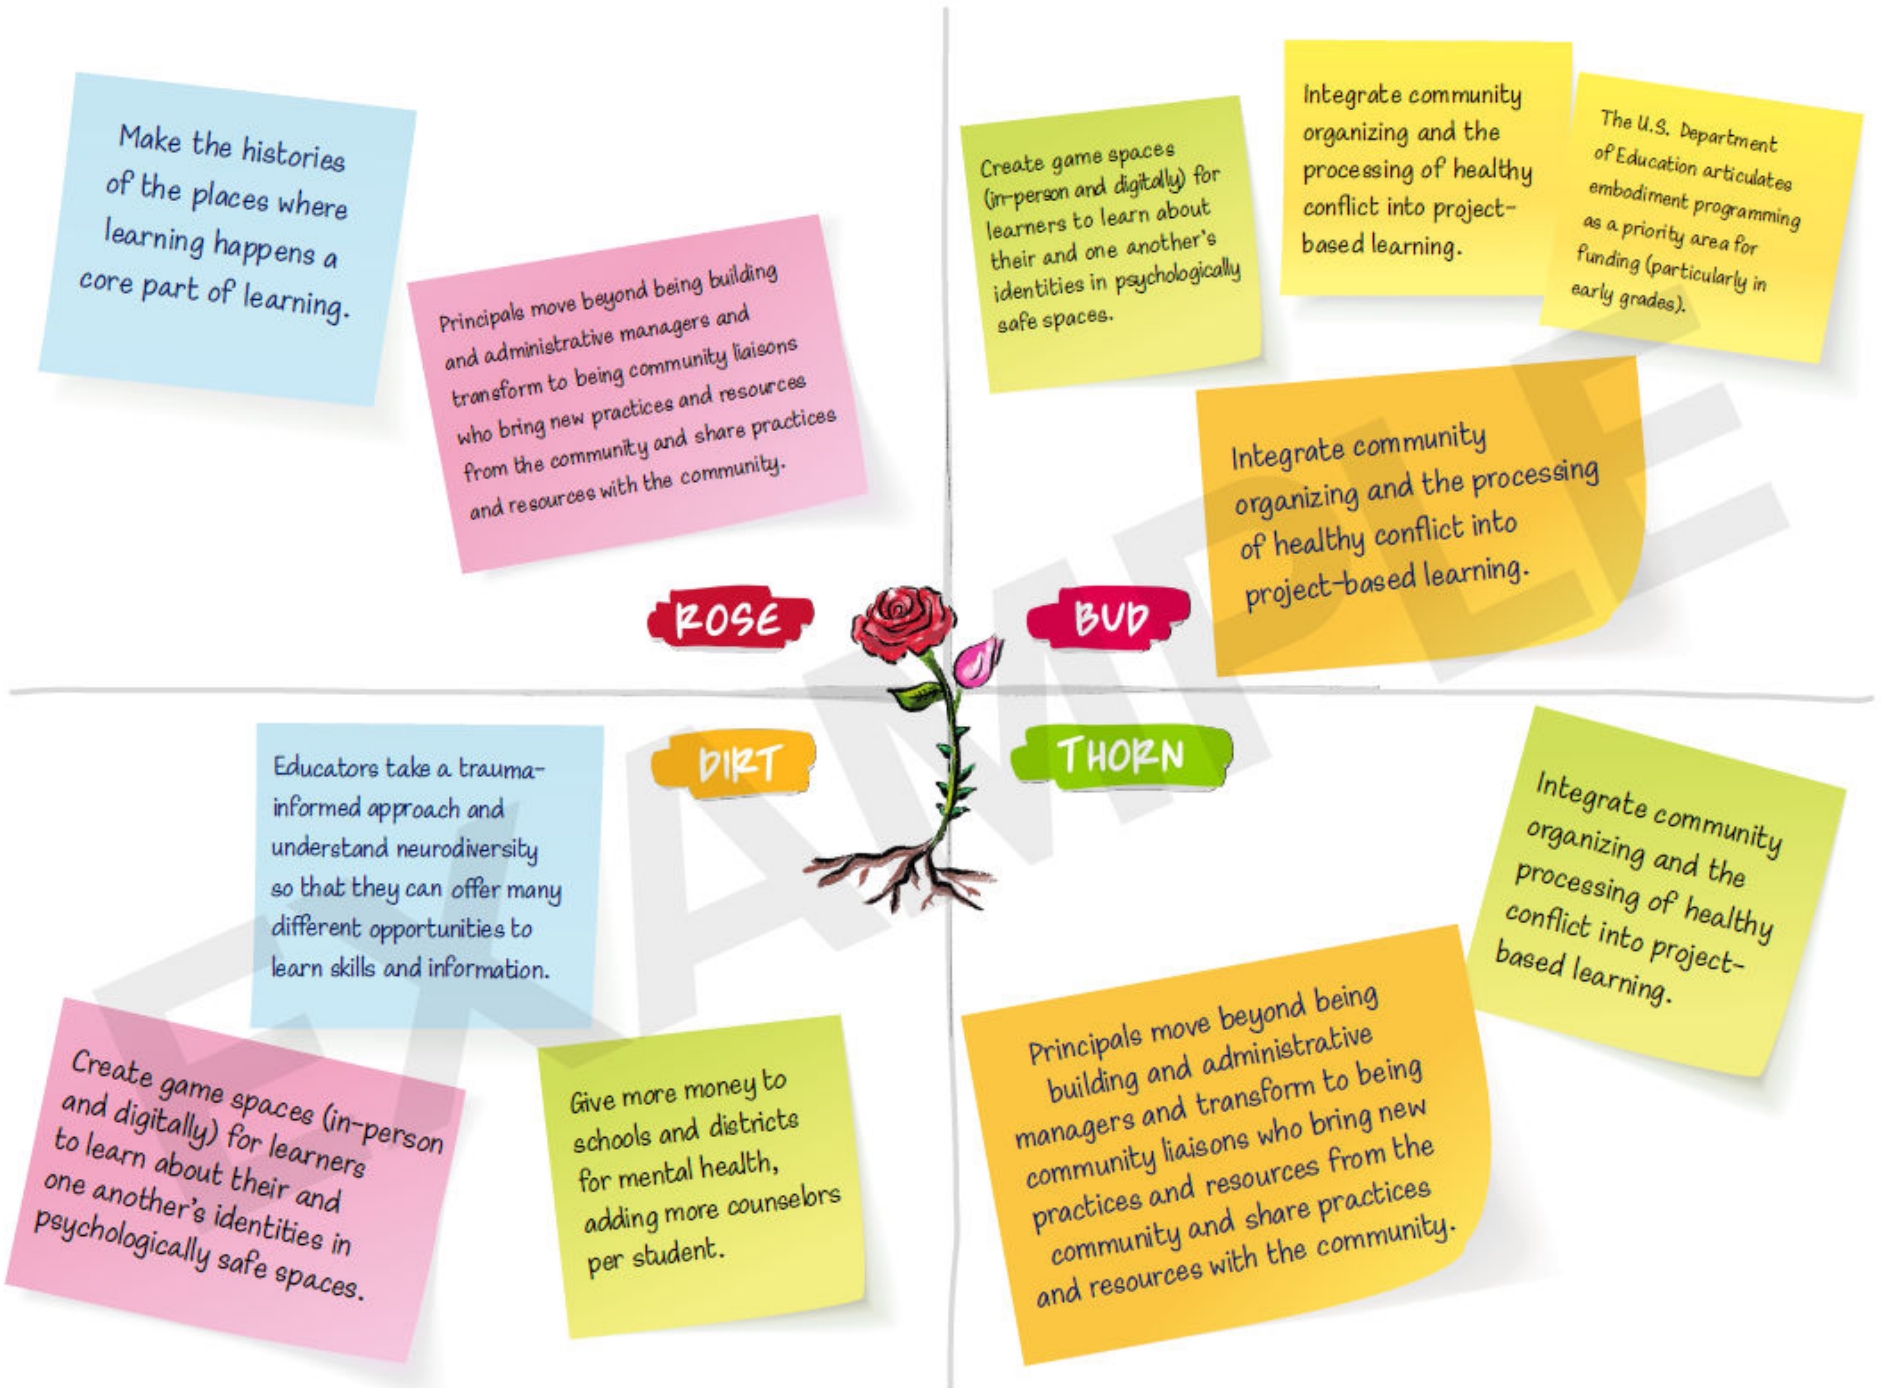 Make the histories
of the places where
learning happens a
core part of learning.
Principals move beyond being building
and administrative managers and
transform to being community liaisons
who bring new practices and resources
from the community and share practices
and resources with the community.
ROSE
Create game spaces
(in-person and digitally) for
learners to learn about
their and one another's
identities in psychologically
safe spaces.
Integrate community
organizing and the
processing of healthy
conflict into project-
based learning.
The U.S. Department
of Education articulates
embodiment programming
as a priority area for
funding (particularly in
early grades).
Integrate community
organizing and the processing
of healthy conflict into
project-based learning.
BUD
DIRT
Educators take a trauma-
informed approach and
understand neurodiversity
so that they can offer many
different opportunities to
learn skills and information.
Create game spaces (in-person
and digitally) for learners
to learn about their and
one another's identities in
psychologically safe spaces.
Give more money to
schools and districts
for mental health,
adding more counselors
per student.
THORN
Integrate community
organizing and the
processing of healthy
conflict into project-
based learning.
Principals move beyond being
building and administrative
managers and transform to being
community liaisons who bring new
practices and resources from the
community and share practices
and resources with the community.
EXAMPLE